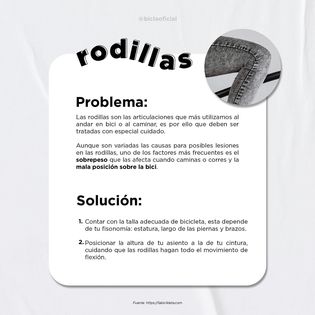 @biclaoficial
rodillas
Problema:
Las rodillas son las articulaciones que más utilizamos al
andar en bici o al caminar, es por ello que deben ser
tratadas con especial cuidado.
Aunque son variadas las causas para posibles lesiones
en las rodillas, uno de los factores más frecuentes es el
sobrepeso que las afecta cuando caminas o corres y la
mala posición sobre la bici.
Solución:
1. Contar con la talla adecuada de bicicleta, esta depende
de tu fisonomía: estatura, largo de las piernas y brazos.
2. Posicionar la altura de tu asiento a la de tu cintura,
cuidando que las rodillas hagan todo el movimiento de
flexión.